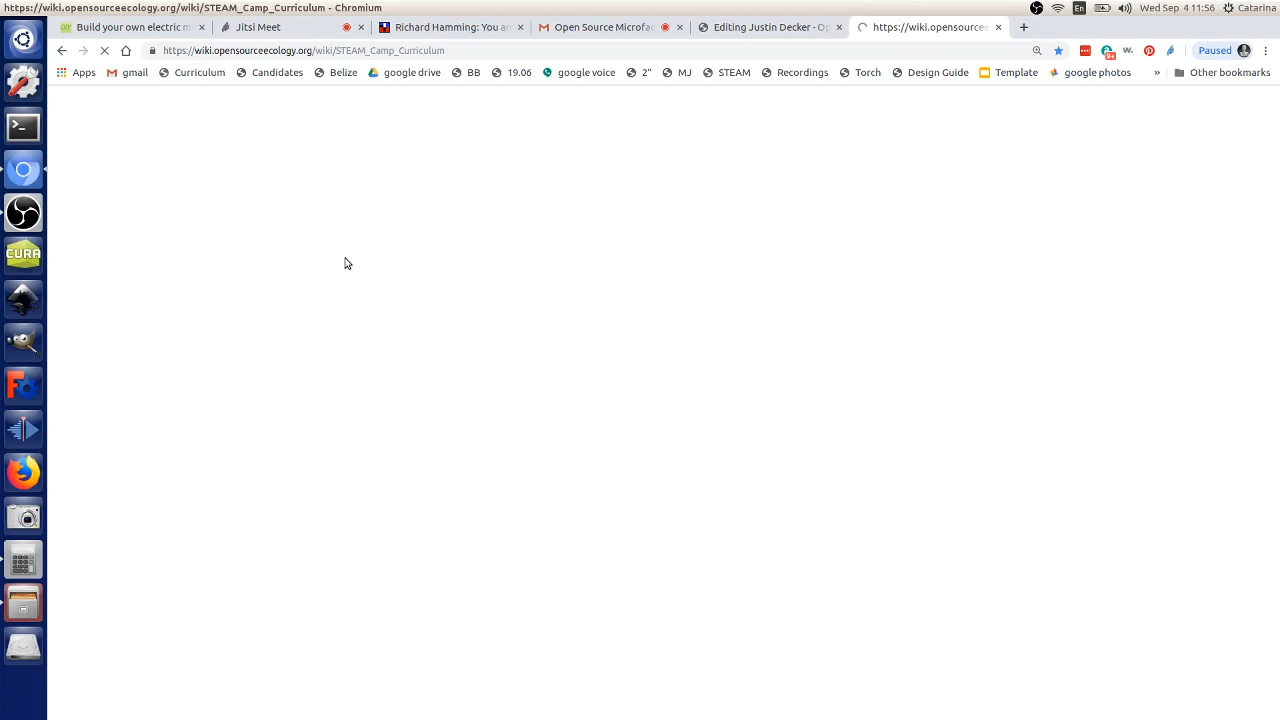 https://wiki.opensourceecology.org/wiki/STEAM_Camp_Curriculum - Chromium
En
Wed Sep 4 11:56
Catarina
Build your own electric m
Jitsi Meet
Richard Hamming: You an
Open Source Microfac
Editing Justin Decker - Op
https://wiki.opensourcee
https://wiki.opensourceecology.org/wiki/STEAM_Camp_Curriculum
9+
w.
Paused
Apps
gmail
Curriculum
Candidates
Belize
google drive
BB
19.06
google voice
2"
MJ
STEAM
Recordings
Torch
Design Guide
Template
google photos
»
Other bookmarks
>_
CURA